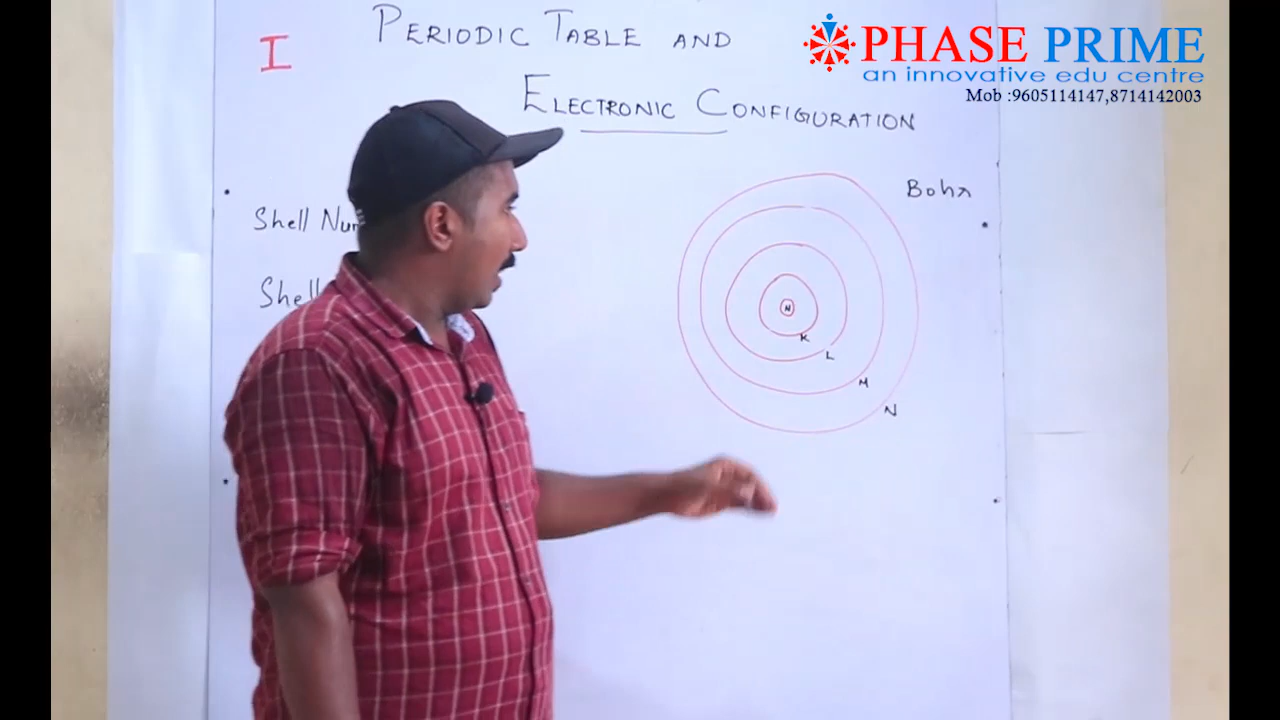 I
PERIODIC TABLE AND
ELECTRONIC CONFIGURATION
PHASE PRIME
an innovative edu centre
Mob :9605114147,8714142003
Bohr
Shell
Shell
N
K
L
M
N